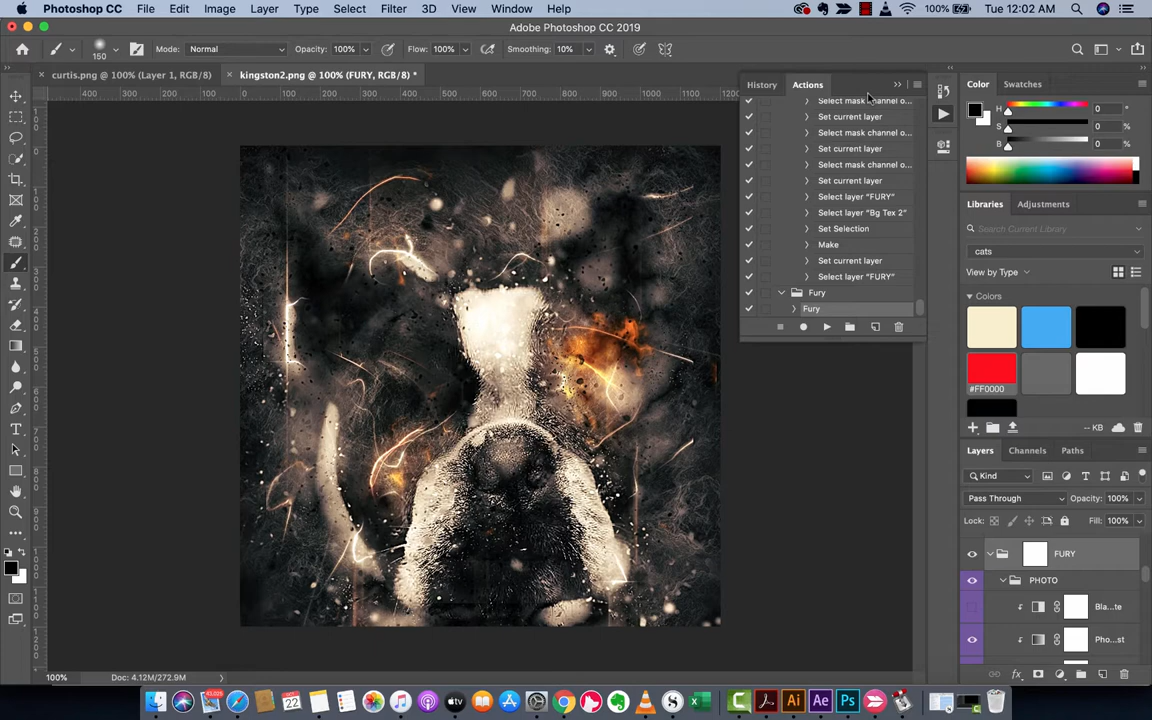 Photoshop CC File Edit Image Layer Type Select Filter 3D View Window Help 100% Tue 12:02 AM
Adobe Photoshop CC 2019
150 Mode: Normal Opacity: 100% Flow: 100% Smoothing: 10%
curtis.png @ 100% (Layer 1, RGB/8) kingston2.png @ 100% (FURY, RGB/8) *
History Actions
Color Swatches
Select mask channel o...
H 0 °
Set current layer
S 0 %
Select mask channel o...
B 0 %
Set current layer
Select mask channel o...
Set current layer
Select layer “FURY”
Select layer “Bg Tex 2”
Set Selection
Make
Set current layer
Select layer “FURY”
Fury
Fury
Libraries Adjustments
Search Current Library
cats
View by Type
Colors
#FF0000
-- KB
Layers Channels Paths
Kind
Pass Through Opacity: 100%
Lock: Fill: 100%
FURY
PHOTO
Bla...te
Pho...st
100% Doc: 4.12M/272.9M